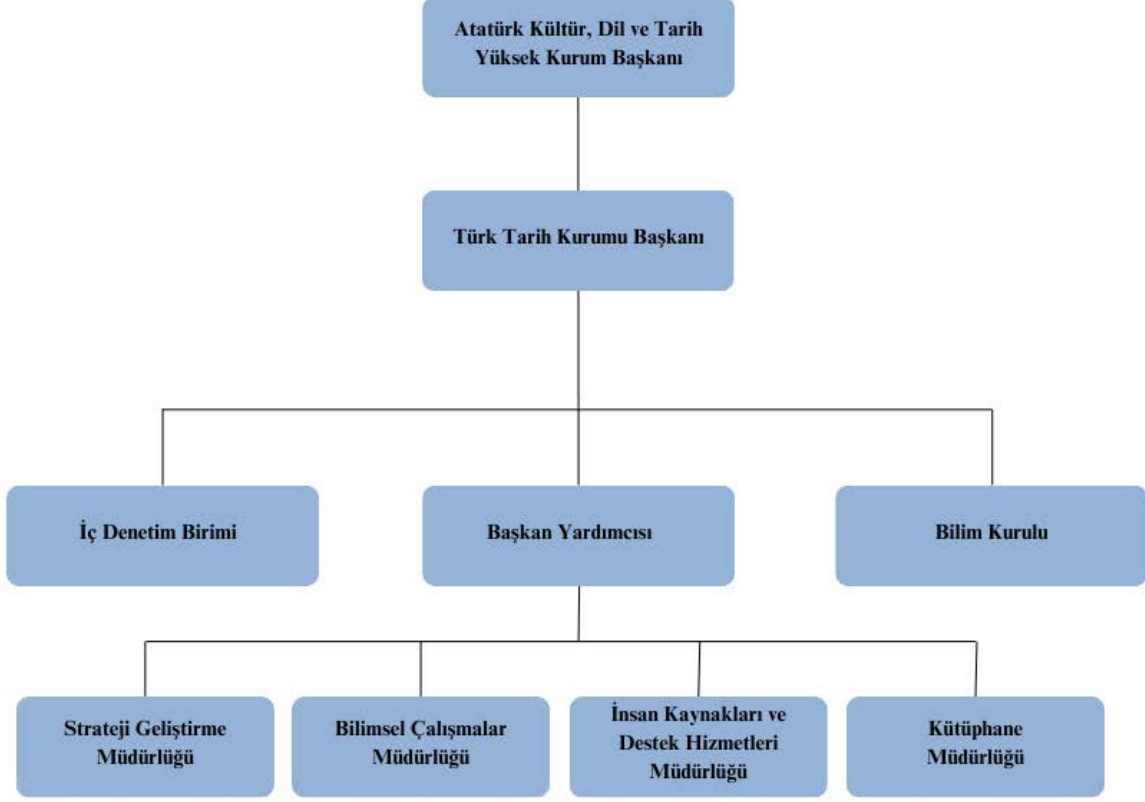 Atatürk Kültür, Dil ve Tarih
Yüksek Kurum Başkanı
Türk Tarih Kurumu Başkanı
İç Denetim Birimi
Başkan Yardımcısı
Bilim Kurulu
Strateji Geliştirme
Müdürlüğü
Bilimsel Çalışmalar
Müdürlüğü
İnsan Kaynakları ve
Destek Hizmetleri
Müdürlüğü
Kütüphane
Müdürlüğü